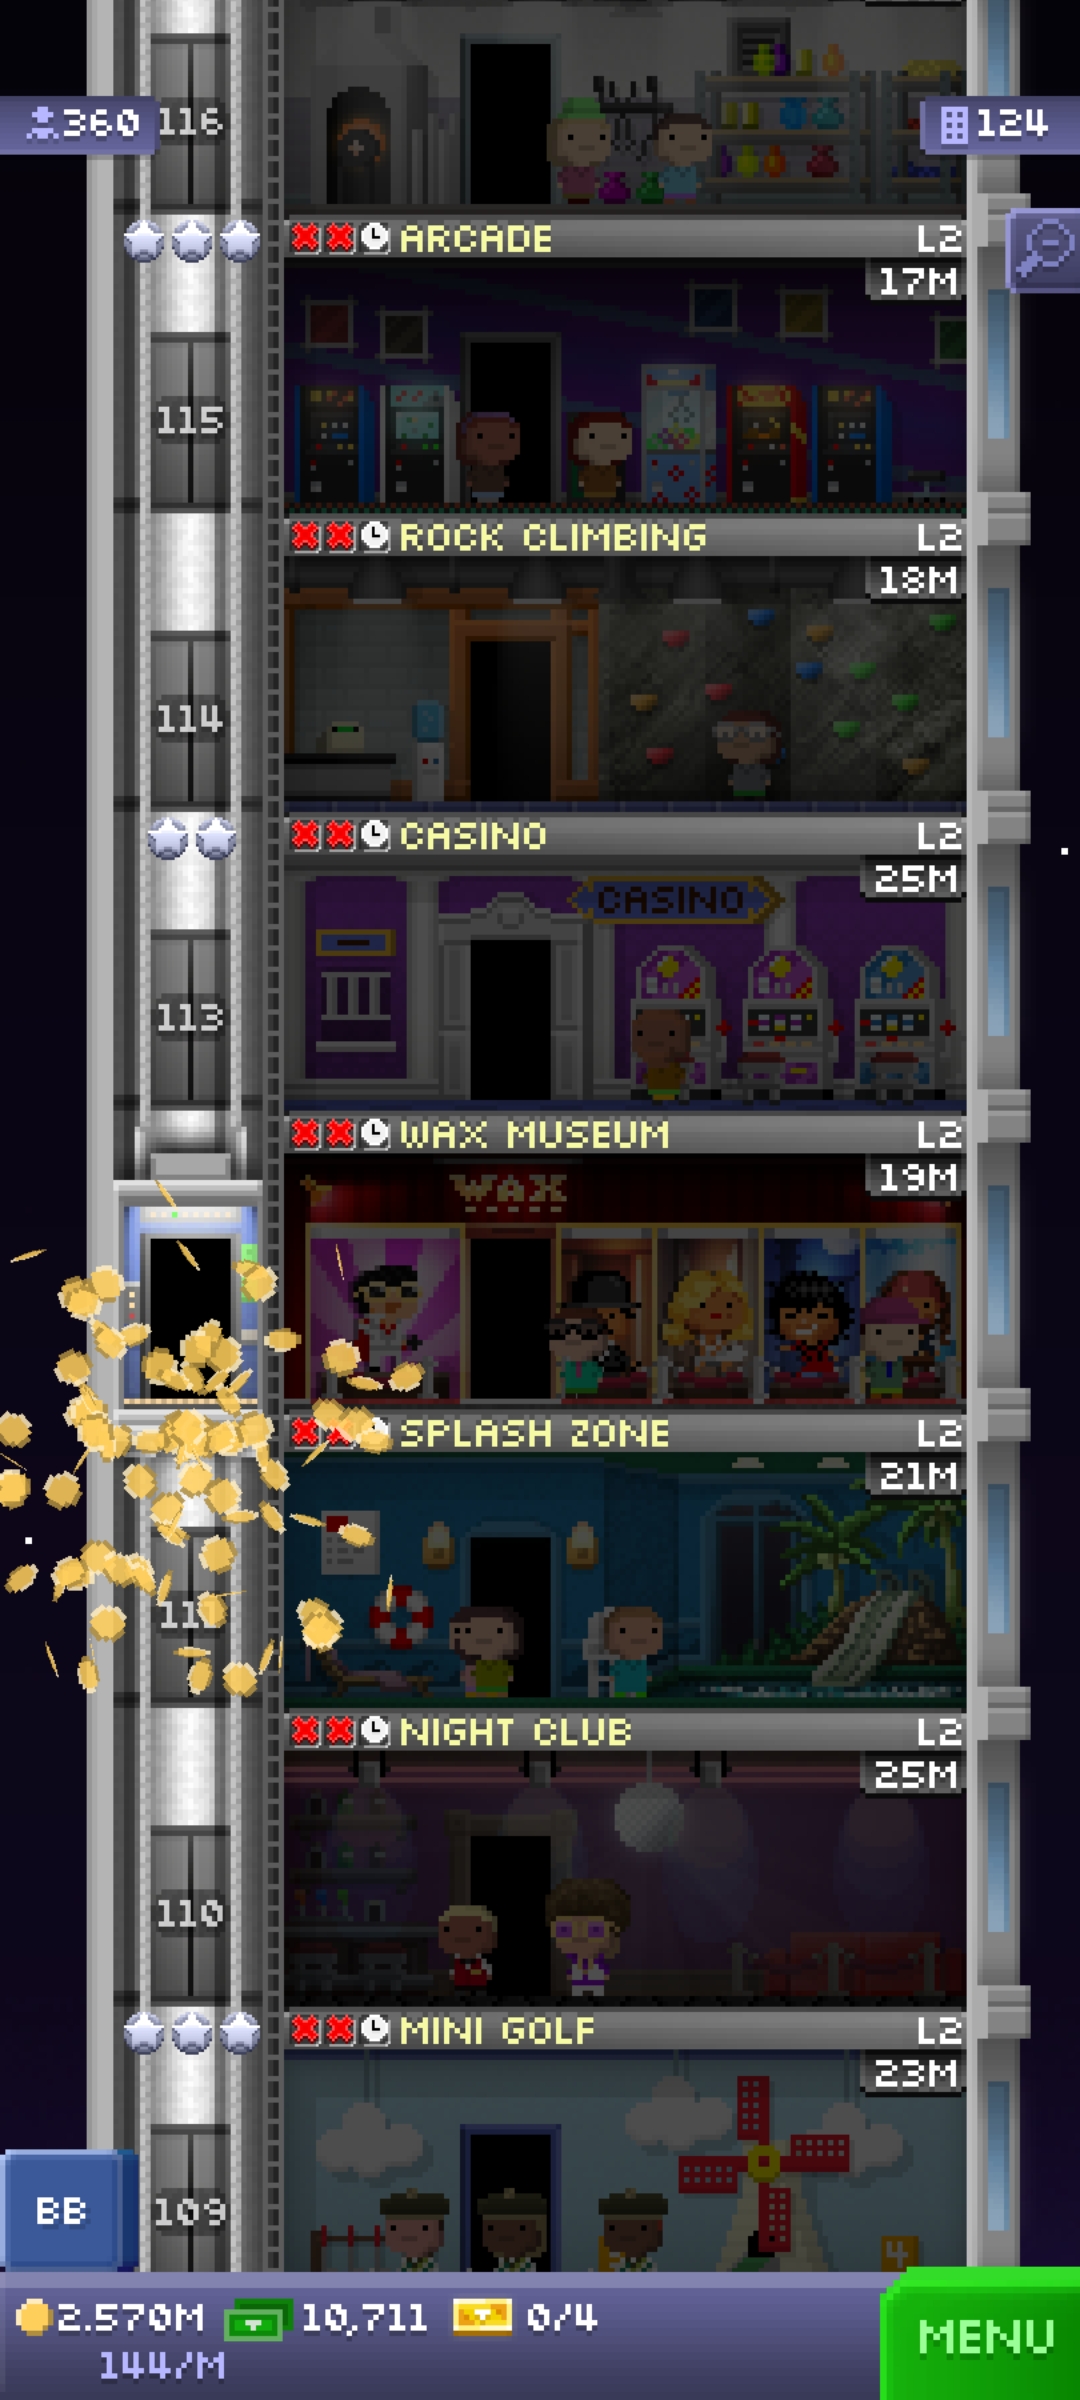 360
116
124
ARCADE L2
17M
115
ROCK CLIMBING L2
18M
114
CASINO L2
25M
CASINO
113
WAX MUSEUM L2
19M
WAX
SPLASH ZONE L2
21M
NIGHT CLUB L2
25M
110
MINI GOLF L2
23M
109
4
BB
2.570M 10,711 0/4
144/M
MENU